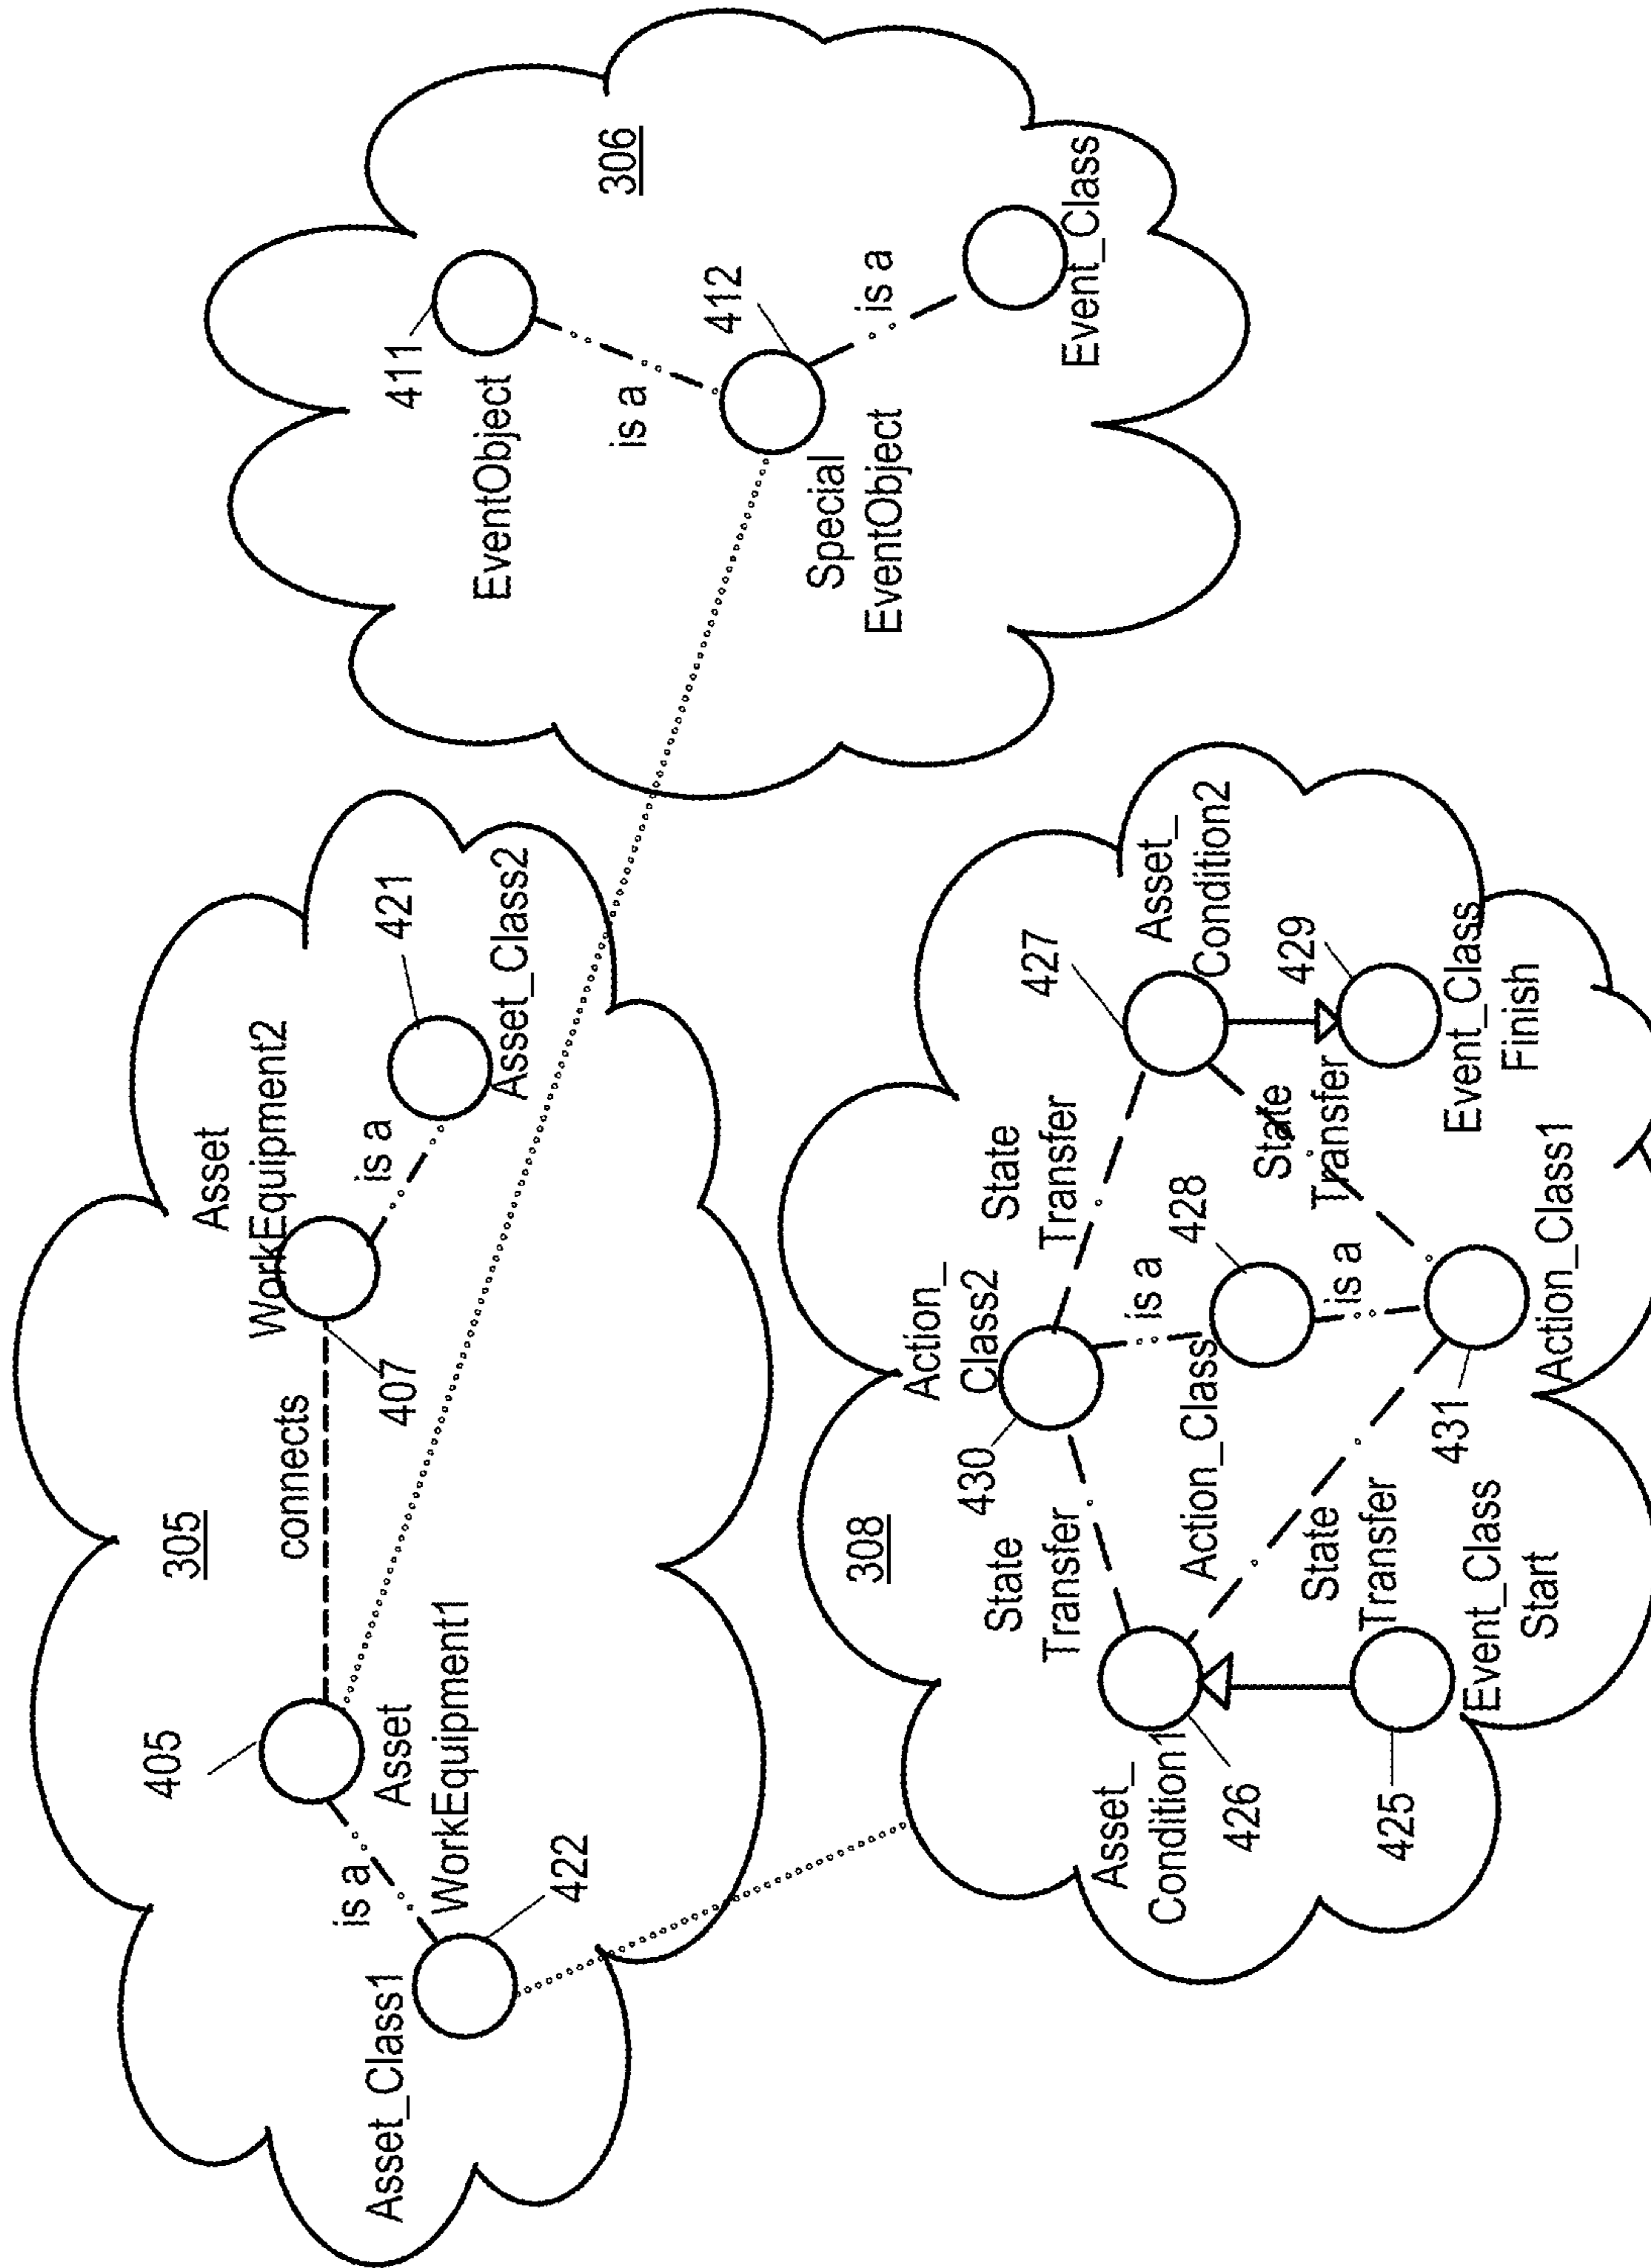 305
405
connects
407
Asset
WorkEquipment2
is a
421
Asset_Class2
Asset
WorkEquipment1
is a
Asset_Class1
422
306
411
EventObject
is a
412
Special
EventObject
is a
Event_Class
308
Action_
Class2
430
State
Transfer
State
Transfer
427
Asset_
Condition2
Asset_
Condition1
426
Action_Class
is a
428
State
Transfer
429
Event_Class
Finish
is a
State
Transfer
425
Event_Class
Start
431
Action_Class1